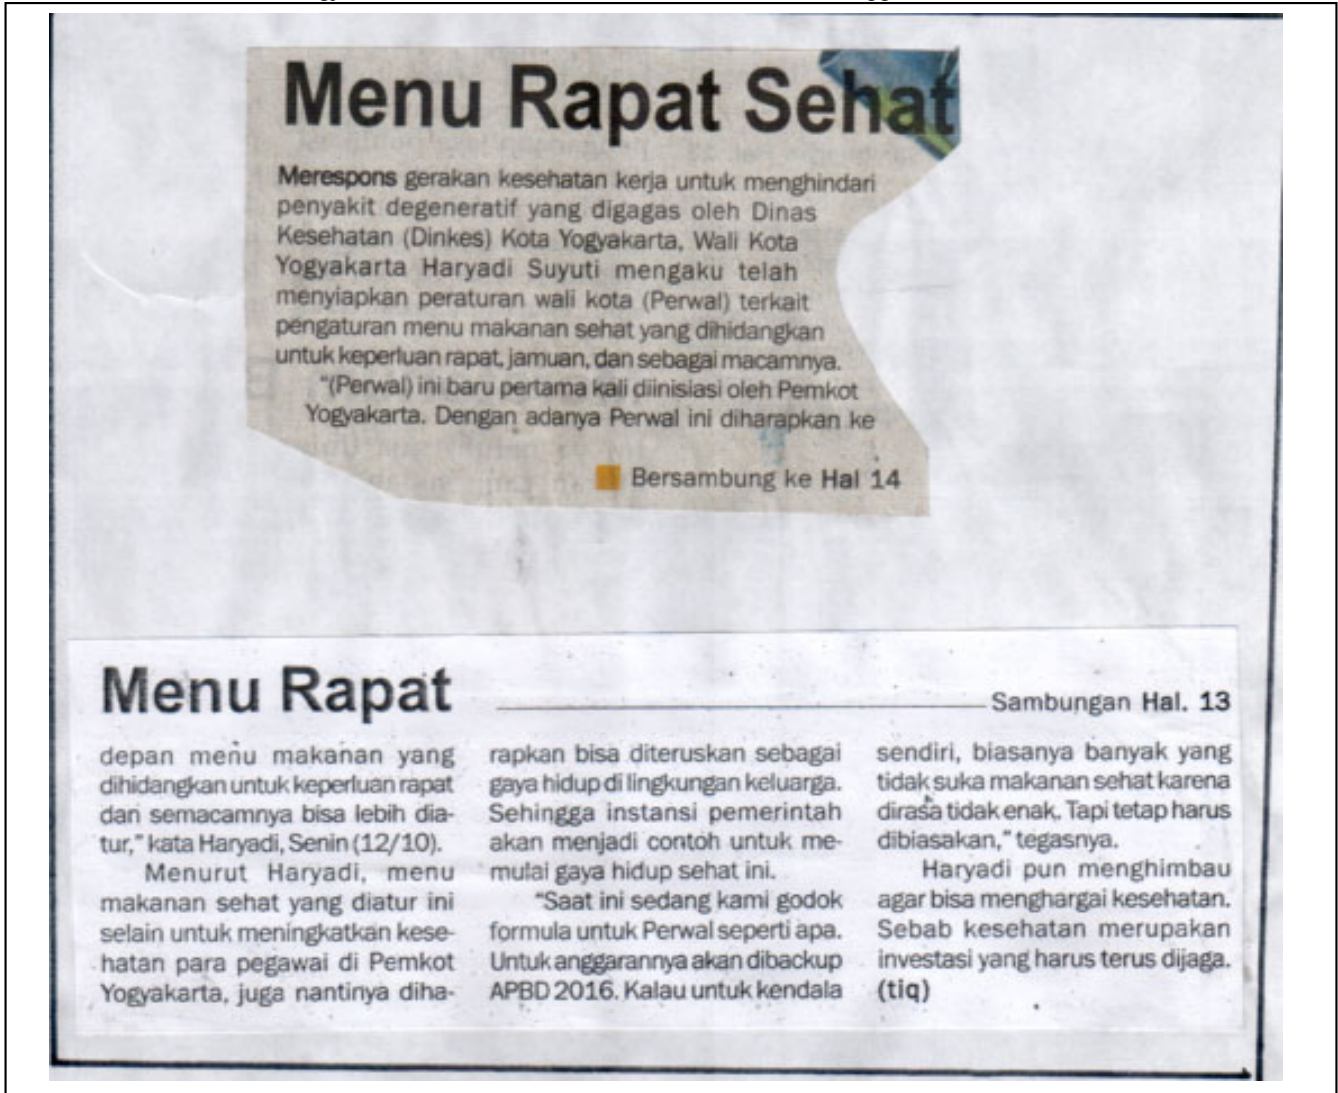 Menu Rapat Sehat
Merespons gerakan kesehatan kerja untuk menghindari
penyakit degeneratif yang digagas oleh Dinas
Kesehatan (Dinkes) Kota Yogyakarta, Wali Kota
Yogyakarta Haryadi Suyuti mengaku telah
menyiapkan peraturan wali kota (Perwal) terkait
pengaturan menu makanan sehat yang dihidangkan
untuk keperluan rapat, jamuan, dan sebagai macamnya.
"(Perwal) ini baru pertama kali diinisiasi oleh Pemkot
Yogyakarta. Dengan adanya Perwal ini diharapkan ke
Bersambung ke Hal 14
Menu Rapat
Sambungan Hal. 13
depan menu makanan yang
dihidangkan untuk keperluan rapat
dan semacamnya bisa lebih dia-
tur," kata Haryadi, Senin (12/10).
Menurut Haryadi, menu
makanan sehat yang diatur ini
selain untuk meningkatkan kese-
hatan para pegawai di Pemkot
Yogyakarta, juga nantinya diha-
rapkan bisa diteruskan sebagai
gaya hidup di lingkungan keluarga.
Sehingga instansi pemerintah
akan menjadi contoh untuk me-
mulai gaya hidup sehat ini.
"Saat ini sedang kami godok
formula untuk Perwal seperti apa.
Untuk anggarannya akan dibackup
APBD 2016. Kalau untuk kendala
sendiri, biasanya banyak yang
tidak suka makanan sehat karena
dirasa tidak enak. Tapi tetap harus
dibiasakan," tegasnya.
Haryadi pun menghimbau
agar bisa menghargai kesehatan.
Sebab kesehatan merupakan
investasi yang harus terus dijaga.
(tiq)